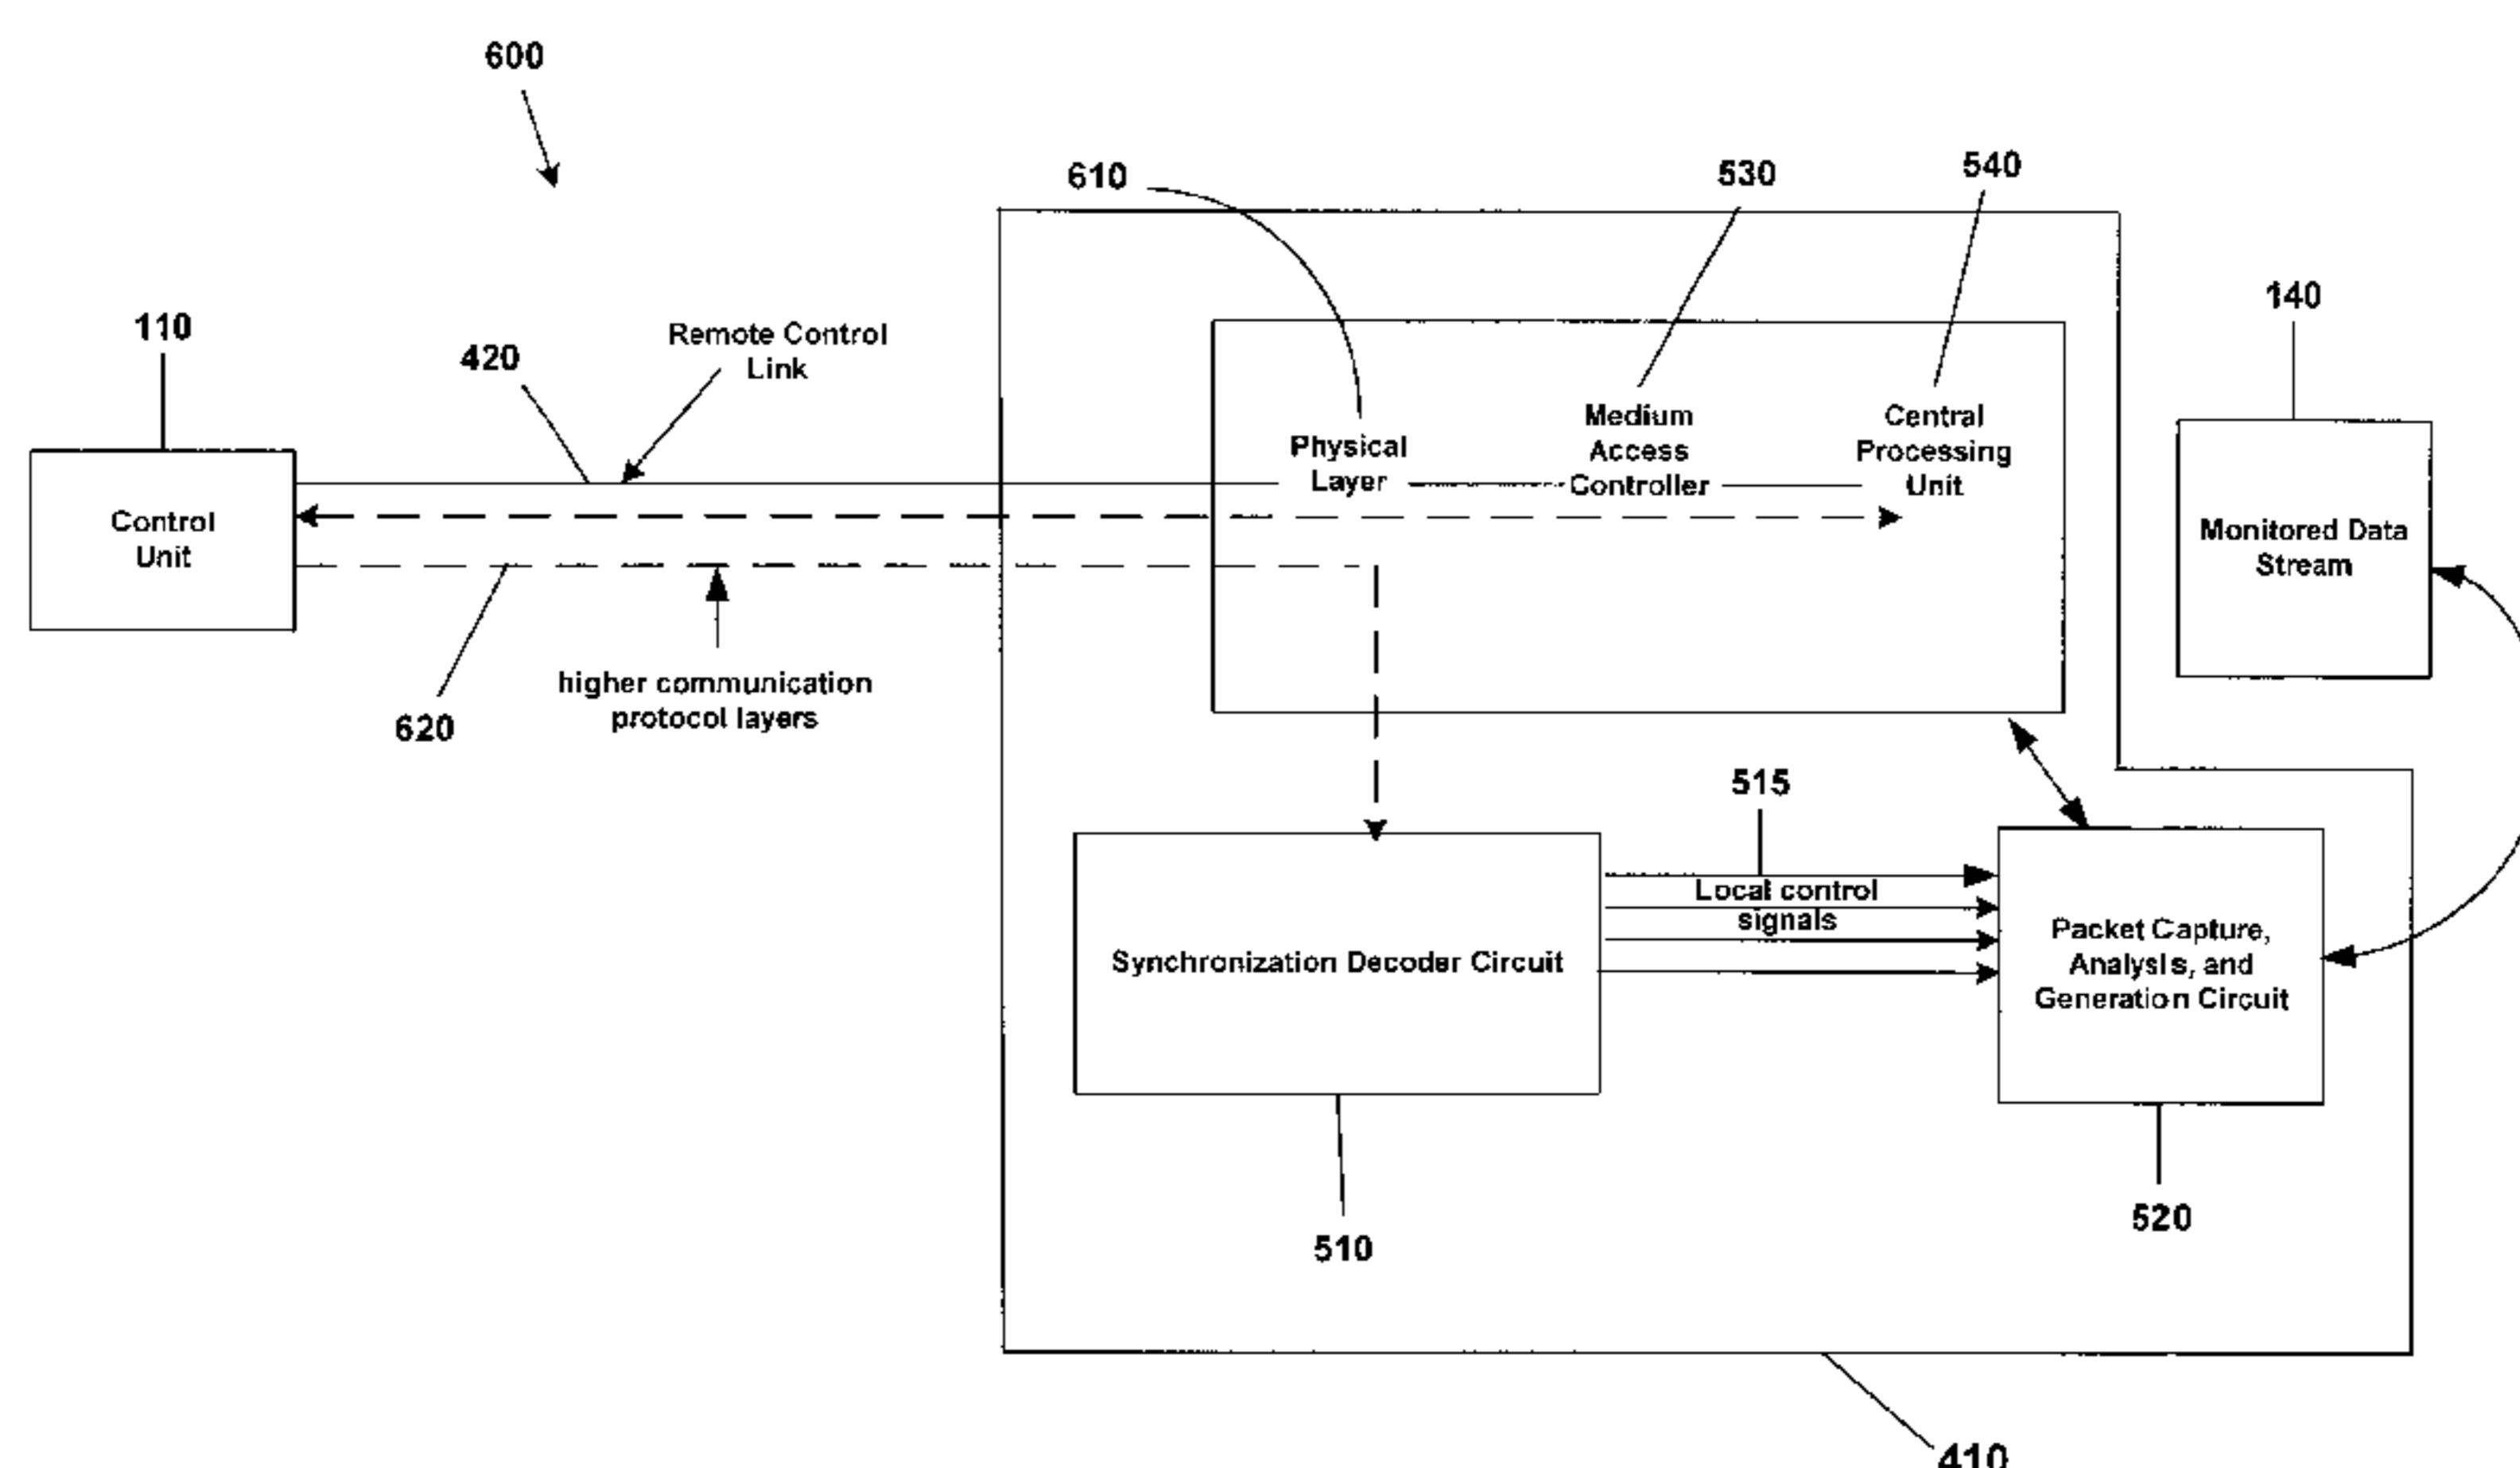 600
610
530
540
140
110
420
Remote Control
Link
Control
Unit
Physical
Layer
Medium
Access
Controller
Central
Processing
Unit
Monitored Data
Stream
620
higher communication
protocol layers
515
Local control
signals
Synchronization Decoder Circuit
Packet Capture,
Analysis, and
Generation Circuit
510
520
410